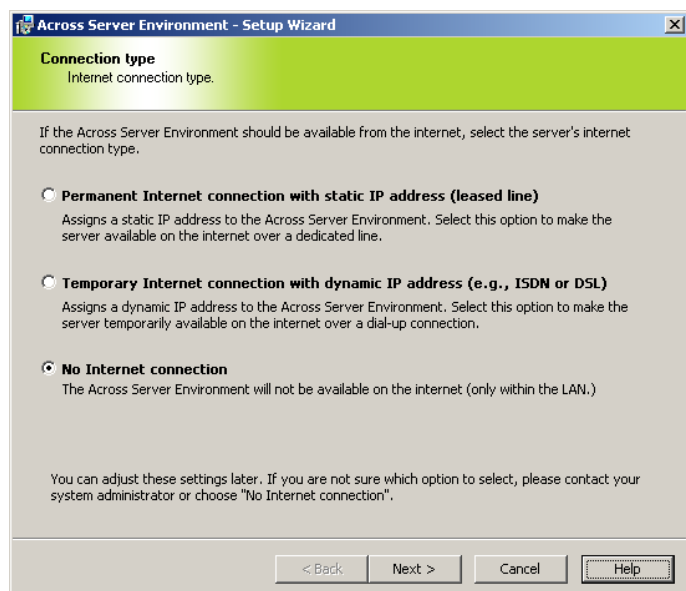 Across Server Environment - Setup Wizard
Connection type
Internet connection type.
If the Across Server Environment should be available from the internet, select the server's internet
connection type.
Permanent Internet connection with static IP address (leased line)
Assigns a static IP address to the Across Server Environment. Select this option to make the
server available on the internet over a dedicated line.
Temporary Internet connection with dynamic IP address (e.g., ISDN or DSL)
Assigns a dynamic IP address to the Across Server Environment. Select this option to make the
server temporarily available on the internet over a dial-up connection.
No Internet connection
The Across Server Environment will not be available on the internet (only within the LAN.)
You can adjust these settings later. If you are not sure which option to select, please contact your
system administrator or choose "No Internet connection".
< Back Next > Cancel Help